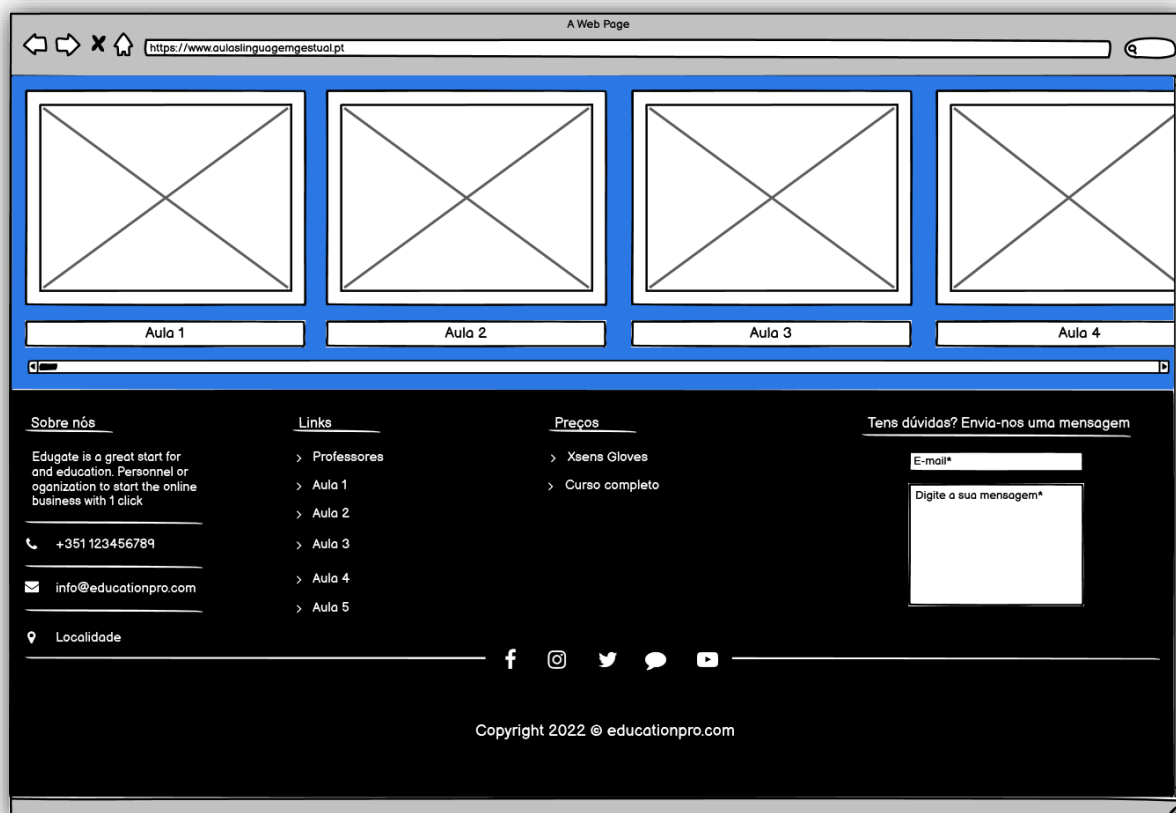 A Web Page
https://www.aulaslinguagemgestual.pt
Aula 1
Aula 2
Aula 3
Aula 4
Sobre nós
Edugate is a great start for
and education. Personnel or
oganization to start the online
business with 1 click
+351 123456789
info@educationpro.com
Localidade
Links
Professores
Aula 1
Aula 2
Aula 3
Aula 4
Aula 5
Preços
Xsens Gloves
Curso completo
Tens dúvidas? Envia-nos uma mensagem
E-mail*
Digite a sua mensagem*
Copyright 2022 © educationpro.com